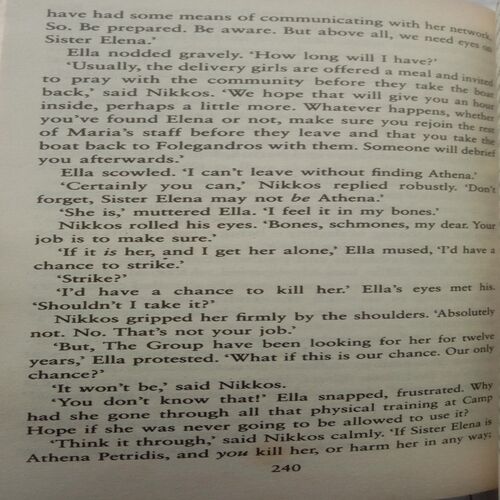 have had some means of communicating with her network.
So. Be prepared. Be aware. But above all, we need eyes on
Sister Elena.’
Ella nodded gravely. ‘How long will I have?’
‘Usually, the delivery girls are offered a meal and invited
to pray with the community before they take the boat
back,’ said Nikkos. ‘We hope that will give you an hour
inside, perhaps a little more. Whatever happens, whether
you’ve found Elena or not, make sure you rejoin the rest
of Maria’s staff before they leave and that you take the
boat back to Folegandros with them. Someone will debrief
you afterwards.’
Ella scowled. ‘I can’t leave without finding Athena.’
‘Certainly you can,’ Nikkos replied robustly. ‘Don’t
forget, Sister Elena may not be Athena.’
‘She is,’ muttered Ella. ‘I feel it in my bones.’
Nikkos rolled his eyes. ‘Bones, schmones, my dear. Your
job is to make sure.’
‘If it is her, and I get her alone,’ Ella mused, ‘I’d have a
chance to strike.’
‘Strike?’
‘I’d have a chance to kill her.’ Ella’s eyes met his.
‘Shouldn’t I take it?’
Nikkos gripped her firmly by the shoulders. ‘Absolutely
not. No. That’s not your job.’
‘But, The Group have been looking for her for twelve
years,’ Ella protested. ‘What if this is our chance. Our only
chance?’
‘It won’t be,’ said Nikkos.
‘You don’t know that!’ Ella snapped, frustrated. Why
had she gone through all that physical training at Camp
Hope if she was never going to be allowed to use it?
‘Think it through,’ said Nikkos calmly. ‘If Sister Elena is
Athena Petridis, and you kill her, or harm her in any way;
240